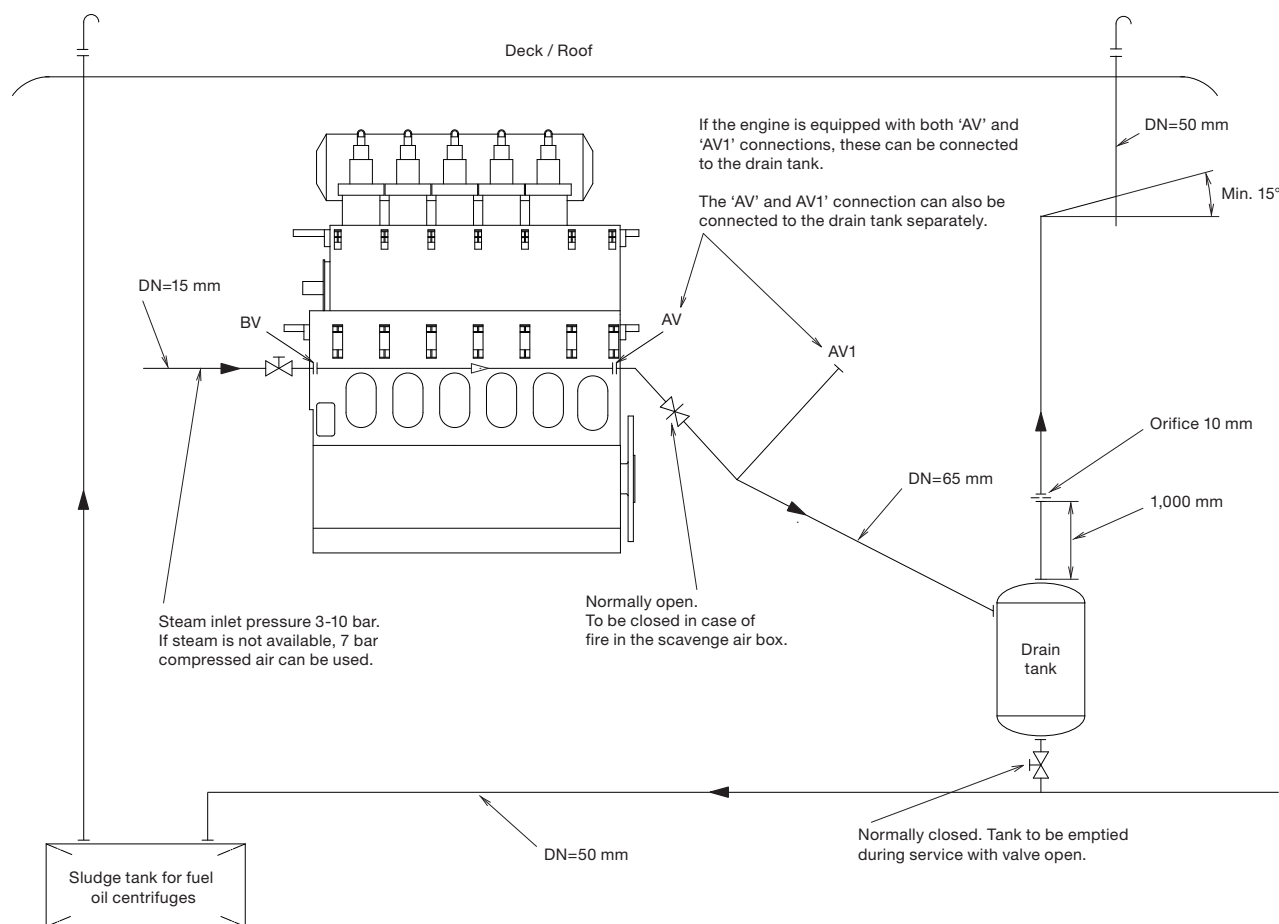 Deck / Roof
If the engine is equipped with both ‘AV’ and
‘AV1’ connections, these can be connected
to the drain tank.
The ‘AV’ and AV1’ connection can also be
connected to the drain tank separately.
DN=50 mm
Min. 15°
DN=15 mm
BV
AV
AV1
Orifice 10 mm
DN=65 mm
1,000 mm
Steam inlet pressure 3-10 bar.
If steam is not available, 7 bar
compressed air can be used.
Normally open.
To be closed in case of
fire in the scavenge air box.
Drain
tank
DN=50 mm
Normally closed. Tank to be emptied
during service with valve open.
Sludge tank for fuel
oil centrifuges